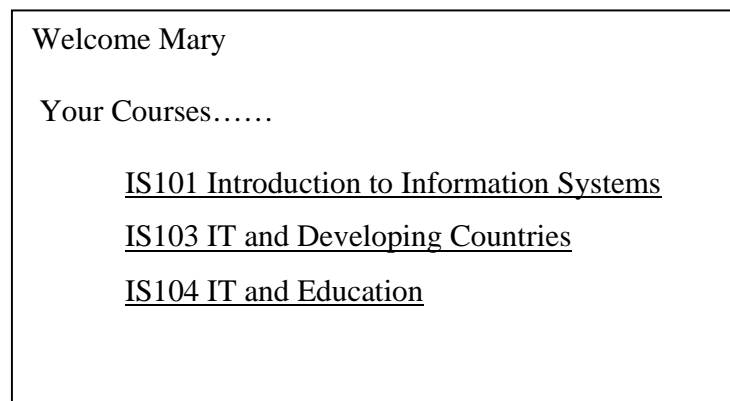 Welcome Mary
Your Courses……
IS101 Introduction to Information Systems
IS103 IT and Developing Countries
IS104 IT and Education